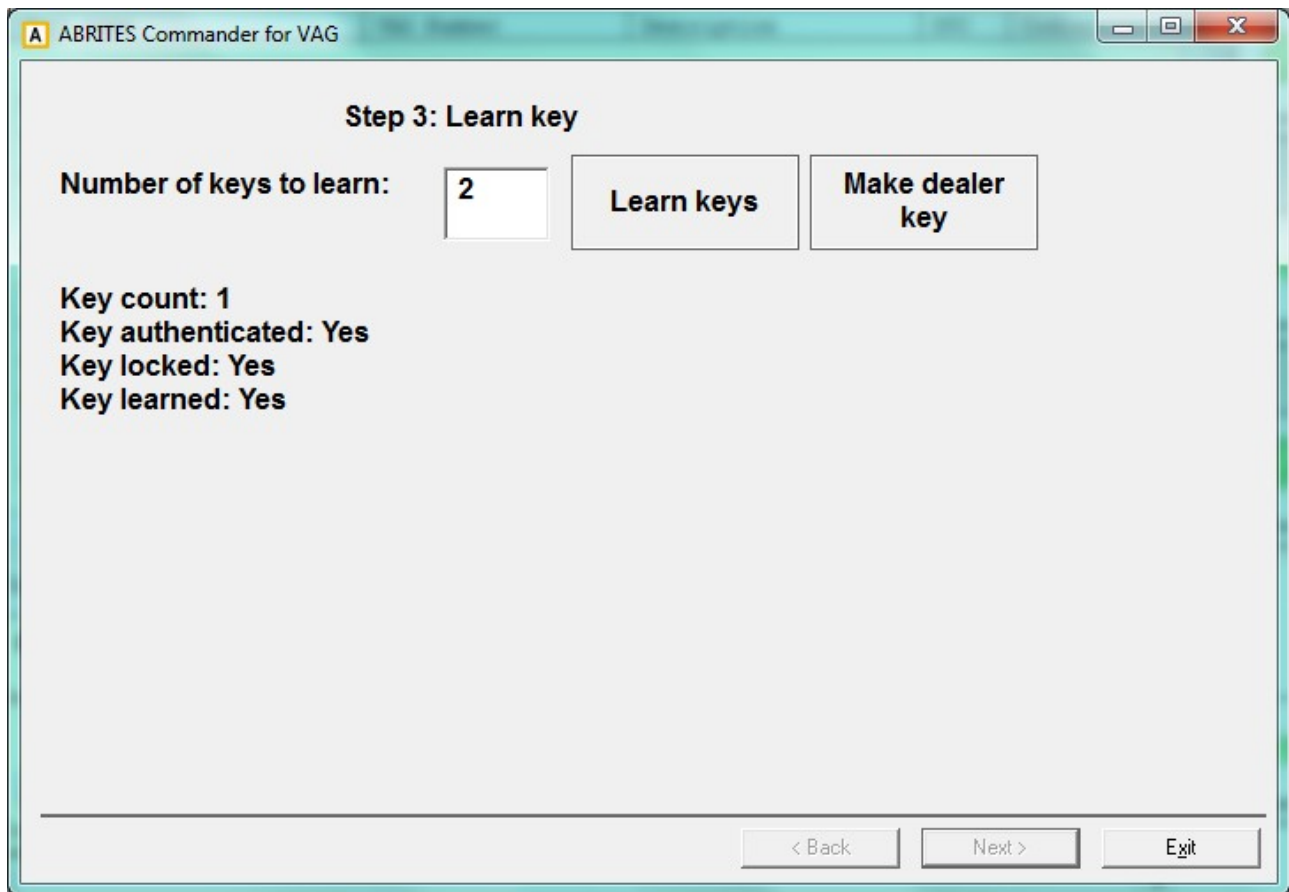 A ABRITES Commander for VAG
Step 3: Learn key
Number of keys to learn:
2
Learn keys
Make dealer
key
Key count: 1
Key authenticated: Yes
Key locked: Yes
Key learned: Yes
< Back
Next >
Exit